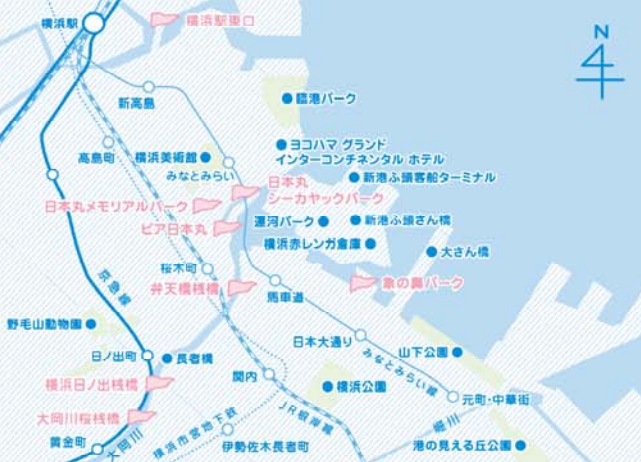 横浜駅
横浜駅東口
N
新高島
臨港パーク
高島町
横浜美術館
みなとみらい
ヨコハマ グランド
インターコンチネンタル ホテル
新港ふ頭客船ターミナル
日本丸
シーカヤックパーク
日本丸メモリアルパーク
ピア日本丸
運河パーク
新港ふ頭さん橋
横浜赤レンガ倉庫
大さん橋
桜木町
弁天橋桟橋
馬車道
象の鼻パーク
京急線
野毛山動物園
日ノ出町
長者橋
日本大通り
みなとみらい線
山下公園
横浜日ノ出桟橋
関内
横浜公園
元町・中華街
大岡川桜桟橋
横浜市営地下鉄
JR根岸線
堀川
黄金町
大岡川
伊勢佐木長者町
港の見える丘公園